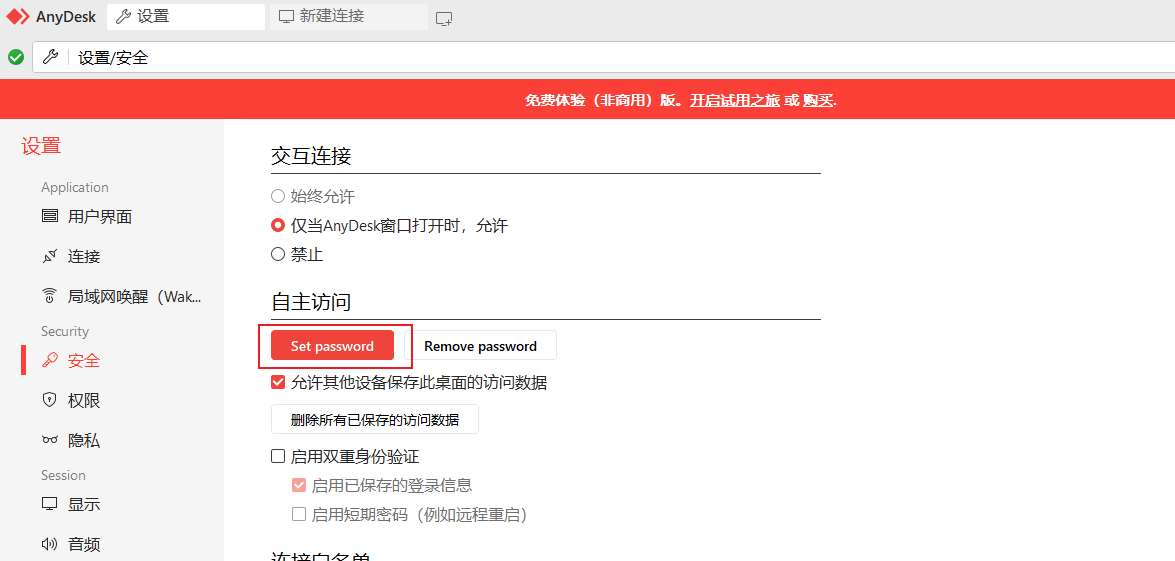 AnyDesk 设置 新建连接
设置/安全
免费体验（非商用）版。开启试用之旅 或 购买.
设置
Application
用户界面
连接
局域网唤醒（Wak...
Security
安全
权限
隐私
Session
显示
音频
交互连接
始终允许
仅当AnyDesk窗口打开时，允许
禁止
自主访问
Set password Remove password
允许其他设备保存此桌面的访问数据
删除所有已保存的访问数据
启用双重身份验证
启用已保存的登录信息
启用短期密码（例如远程重启）
连接白名单